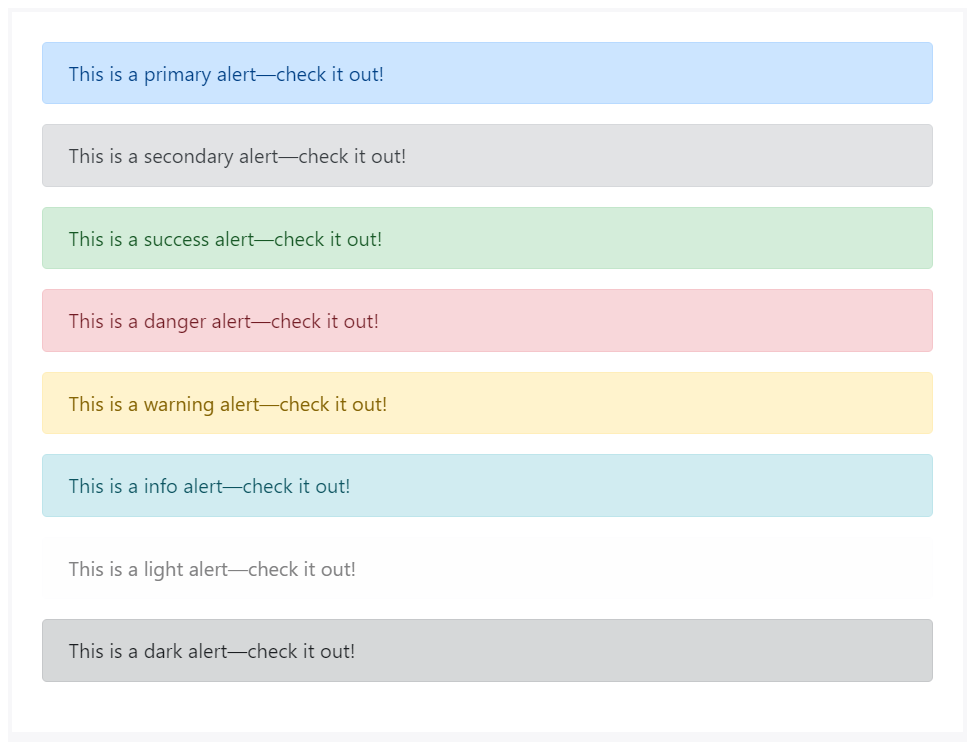 This is a primary alert—check it out!
This is a secondary alert—check it out!
This is a success alert—check it out!
This is a danger alert—check it out!
This is a warning alert—check it out!
This is a info alert—check it out!
This is a light alert—check it out!
This is a dark alert—check it out!